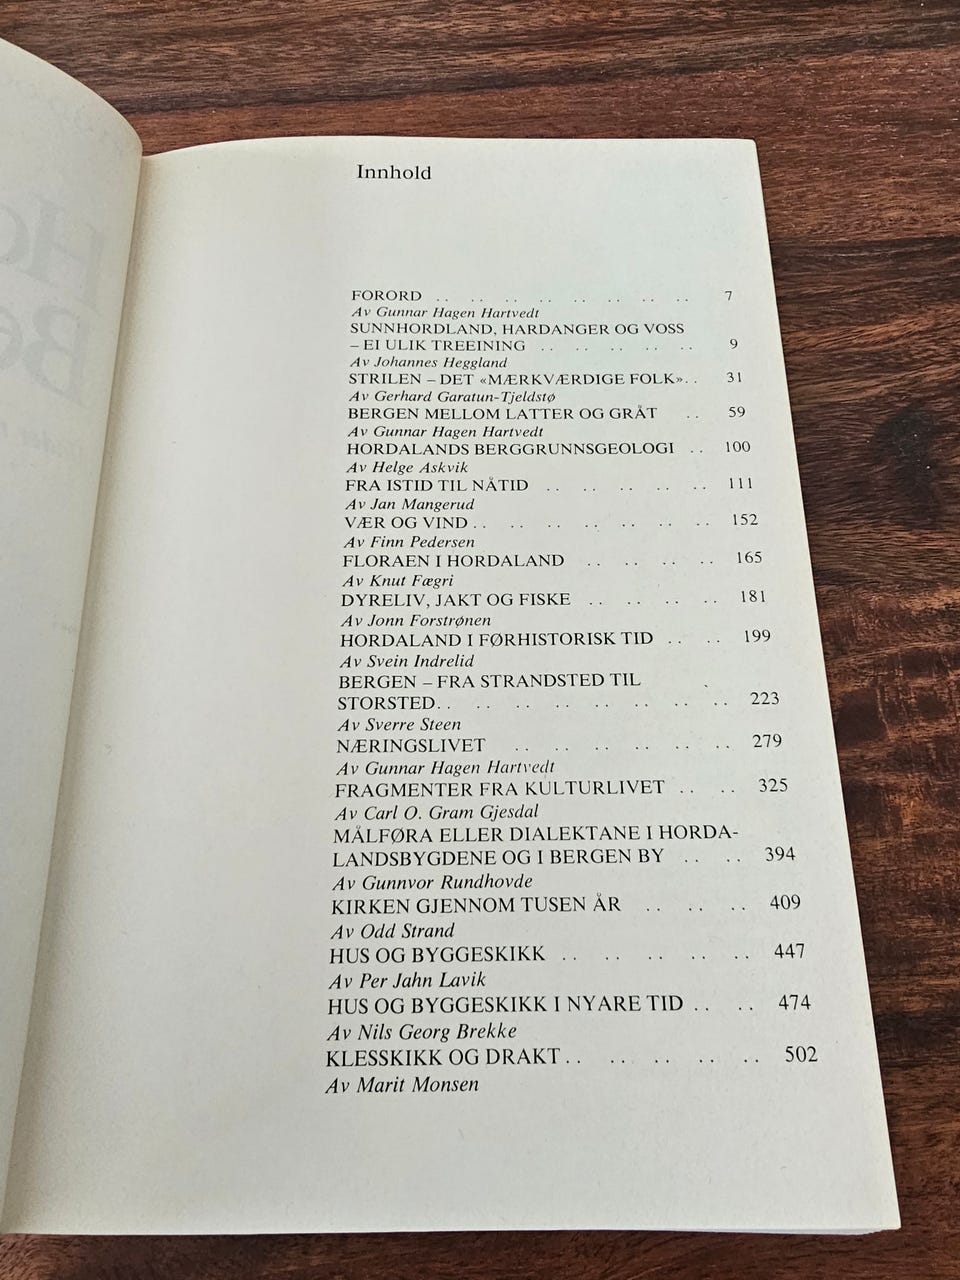 Innhold
FORORD .. .. .. .. .. .. .. .. 7
Av Gunnar Hagen Hartvedt
SUNNHORDLAND, HARDANGER OG VOSS
– EI ULIK TREEINING .. .. .. .. .. 9
Av Johannes Heggland
STRILEN – DET «MÆRKVÆRDIGE FOLK».. 31
Av Gerhard Garatun-Tjeldstø
BERGEN MELLOM LATTER OG GRÅT .. 59
Av Gunnar Hagen Hartvedt
HORDALANDS BERGGRUNNSGEOLOGI .. 100
Av Helge Askvik
FRA ISTID TIL NÅTID .. .. .. .. .. 111
Av Jan Mangerud
VÆR OG VIND .. .. .. .. .. .. .. 152
Av Finn Pedersen
FLORAEN I HORDALAND .. .. .. .. 165
Av Knut Fægri
DYRELIV, JAKT OG FISKE .. .. .. .. 181
Av Jonn Forstrønen
HORDALAND I FØRHISTORISK TID .. .. 199
Av Svein Indrelid
BERGEN – FRA STRANDSTED TIL
STORSTED.. .. .. .. .. .. .. .. .. 223
Av Sverre Steen
NÆRINGSLIVET .. .. .. .. .. .. 279
Av Gunnar Hagen Hartvedt
FRAGMENTER FRA KULTURLIVET .. .. 325
Av Carl O. Gram Gjesdal
MÅLFØRA ELLER DIALEKTANE I HORDA-
LANDSBYGDENE OG I BERGEN BY .. .. 394
Av Gunnvor Rundhovde
KIRKEN GJENNOM TUSEN ÅR .. .. .. 409
Av Odd Strand
HUS OG BYGGESKIKK .. .. .. .. .. 447
Av Per Jahn Lavik
HUS OG BYGGESKIKK I NYARE TID .. .. 474
Av Nils Georg Brekke
KLESSKIKK OG DRAKT .. .. .. .. .. 502
Av Marit Monsen